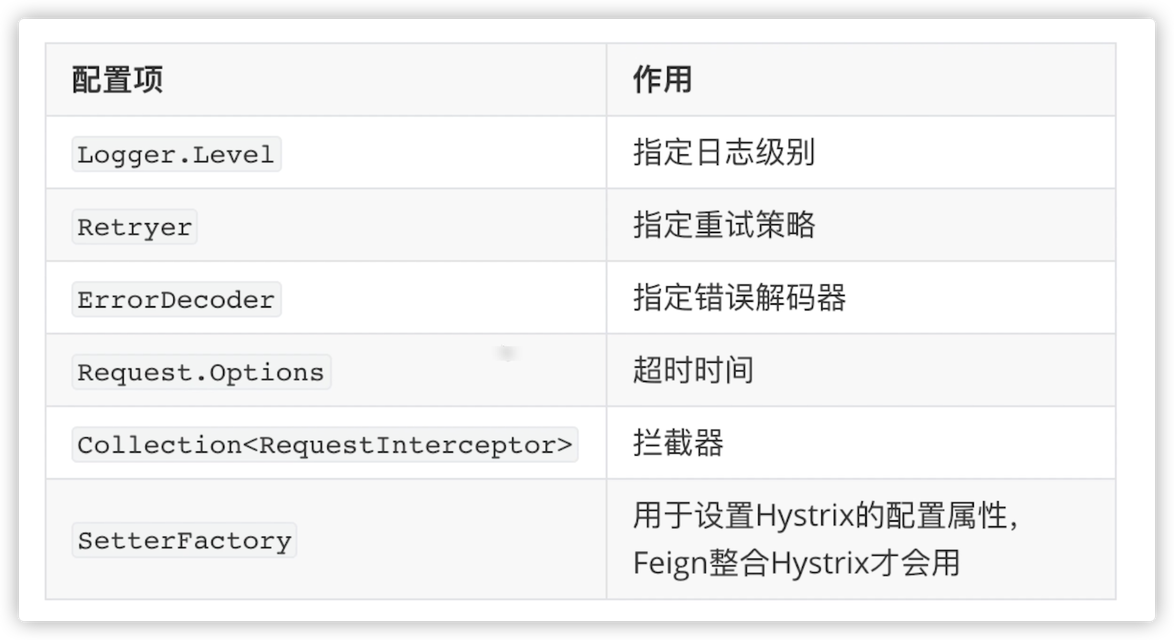 配置项 作用
Logger.Level 指定日志级别
Retryer 指定重试策略
ErrorDecoder 指定错误解码器
Request.Options 超时时间
Collection<RequestInterceptor> 拦截器
SetterFactory 用于设置Hystrix的配置属性,
Feign整合Hystrix才会用